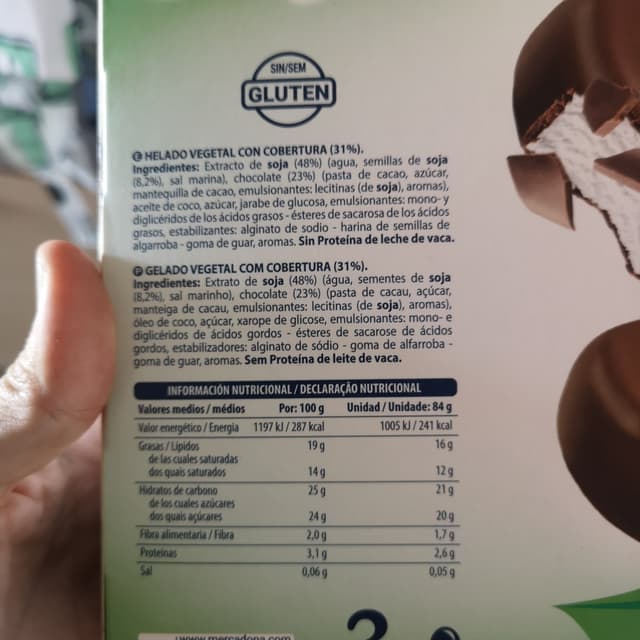 SIN/SEM
GLUTEN
E HELADO VEGETAL CON COBERTURA (31%).
Ingredientes: Extracto de soja (48%) (agua, semillas de soja
(8,2%), sal marina), chocolate (23%) (pasta de cacao, azúcar,
mantequilla de cacao, emulsionantes: lecitinas (de soja), aromas),
aceite de coco, azúcar, jarabe de glucosa, emulsionantes: mono- y
diglicéridos de los ácidos grasos - ésteres de sacarosa de los ácidos
grasos, estabilizantes: alginato de sodio - harina de semillas de
algarroba - goma de guar, aromas. Sin Proteína de leche de vaca.
P GELADO VEGETAL COM COBERTURA (31%).
Ingredientes: Extrato de soja (48%) (água, sementes de soja
(8,2%), sal marinho), chocolate (23%) (pasta de cacau, açúcar,
manteiga de cacau, emulsionantes: lecitinas (de soja), aromas),
óleo de coco, açúcar, xarope de glicose, emulsionantes: mono- e
diglicéridos de ácidos gordos - ésteres de sacarose de ácidos
gordos, estabilizadores: alginato de sódio - goma de alfarroba -
goma de guar, aromas. Sem Proteína de leite de vaca.
INFORMACIÓN NUTRICIONAL / DECLARAÇÃO NUTRICIONAL
Valores medios / médios Por: 100 g Unidad / Unidade: 84 g
Valor energético / Energia 1197 kJ / 287 kcal 1005 kJ / 241 kcal
Grasas / Lípidos 19 g 16 g
de las cuales saturadas
dos quais saturados 14 g 12 g
Hidratos de carbono 25 g 21 g
de los cuales azúcares
dos quais açúcares 24 g 20 g
Fibra alimentaria / Fibra 2,0 g 1,7 g
Proteínas 3,1 g 2,6 g
Sal 0,06 g 0,05 g
www.mercadona.com